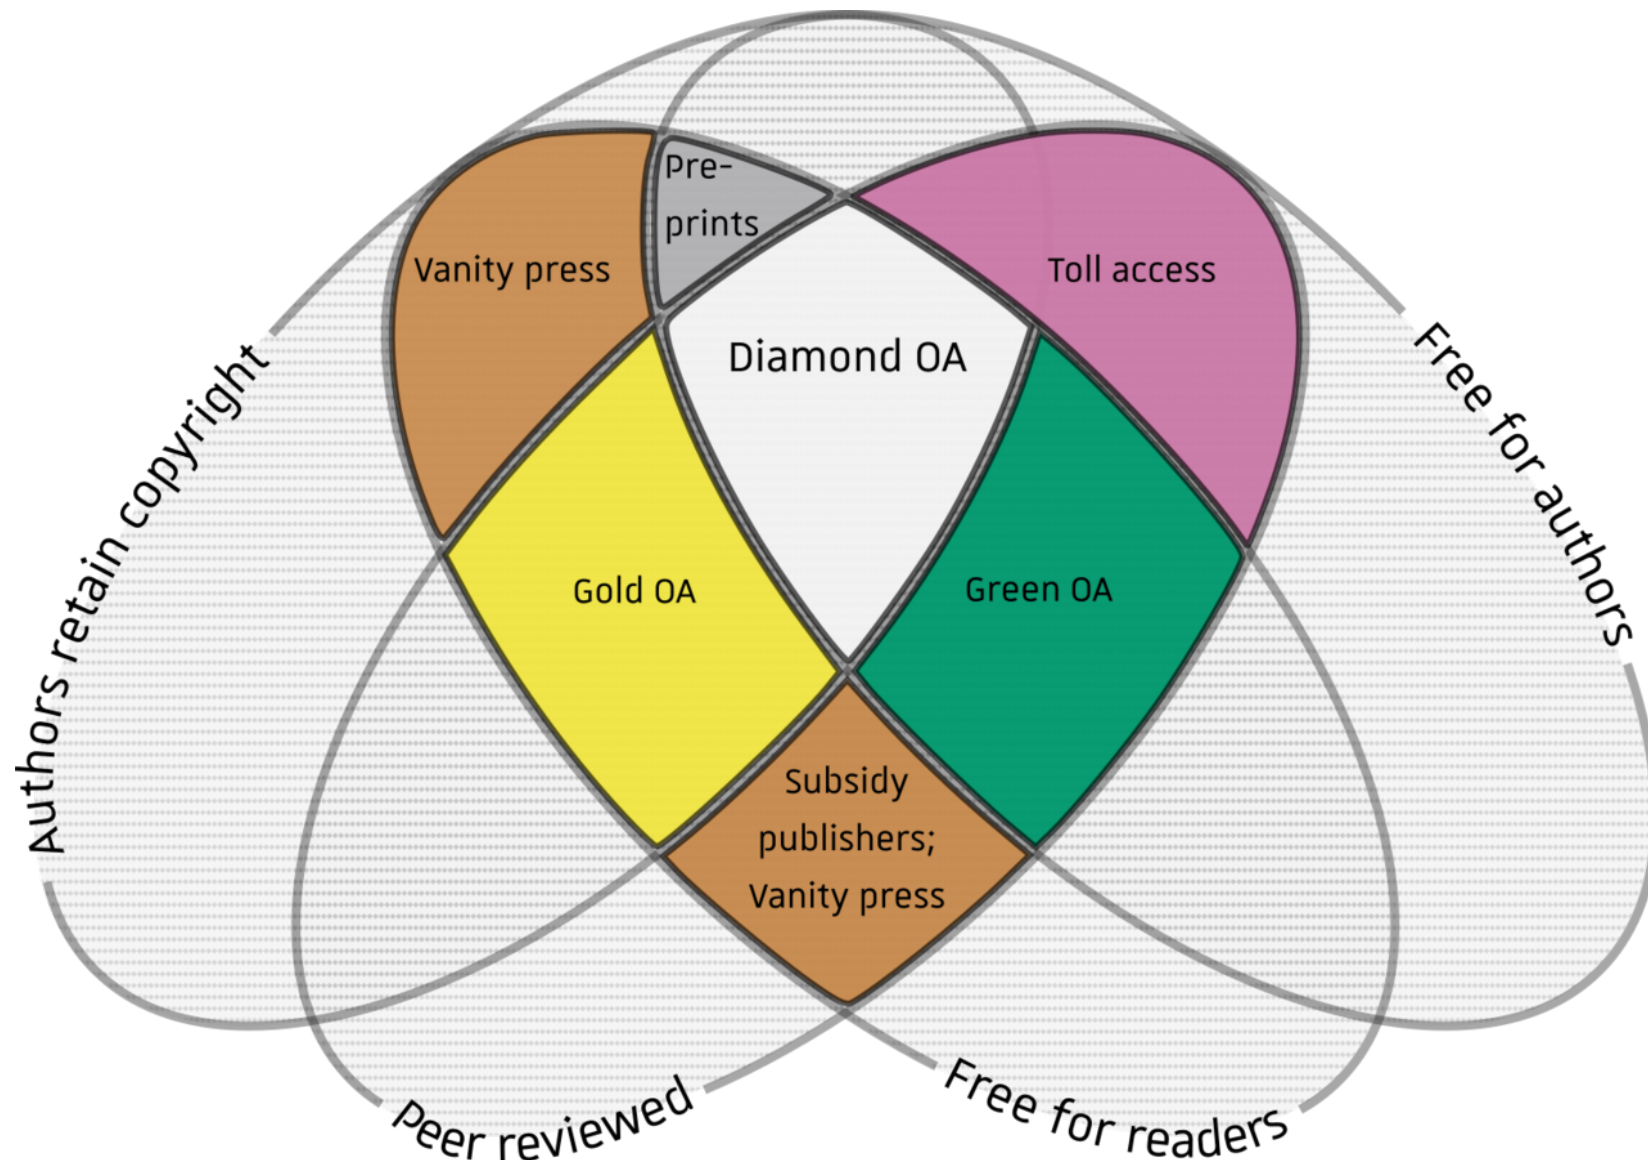 Pre-
prints
Vanity press
Toll access
Diamond OA
Authors retain copyright
Free for authors
Gold OA
Green OA
Subsidy
publishers;
Vanity press
Peer reviewed
Free for readers